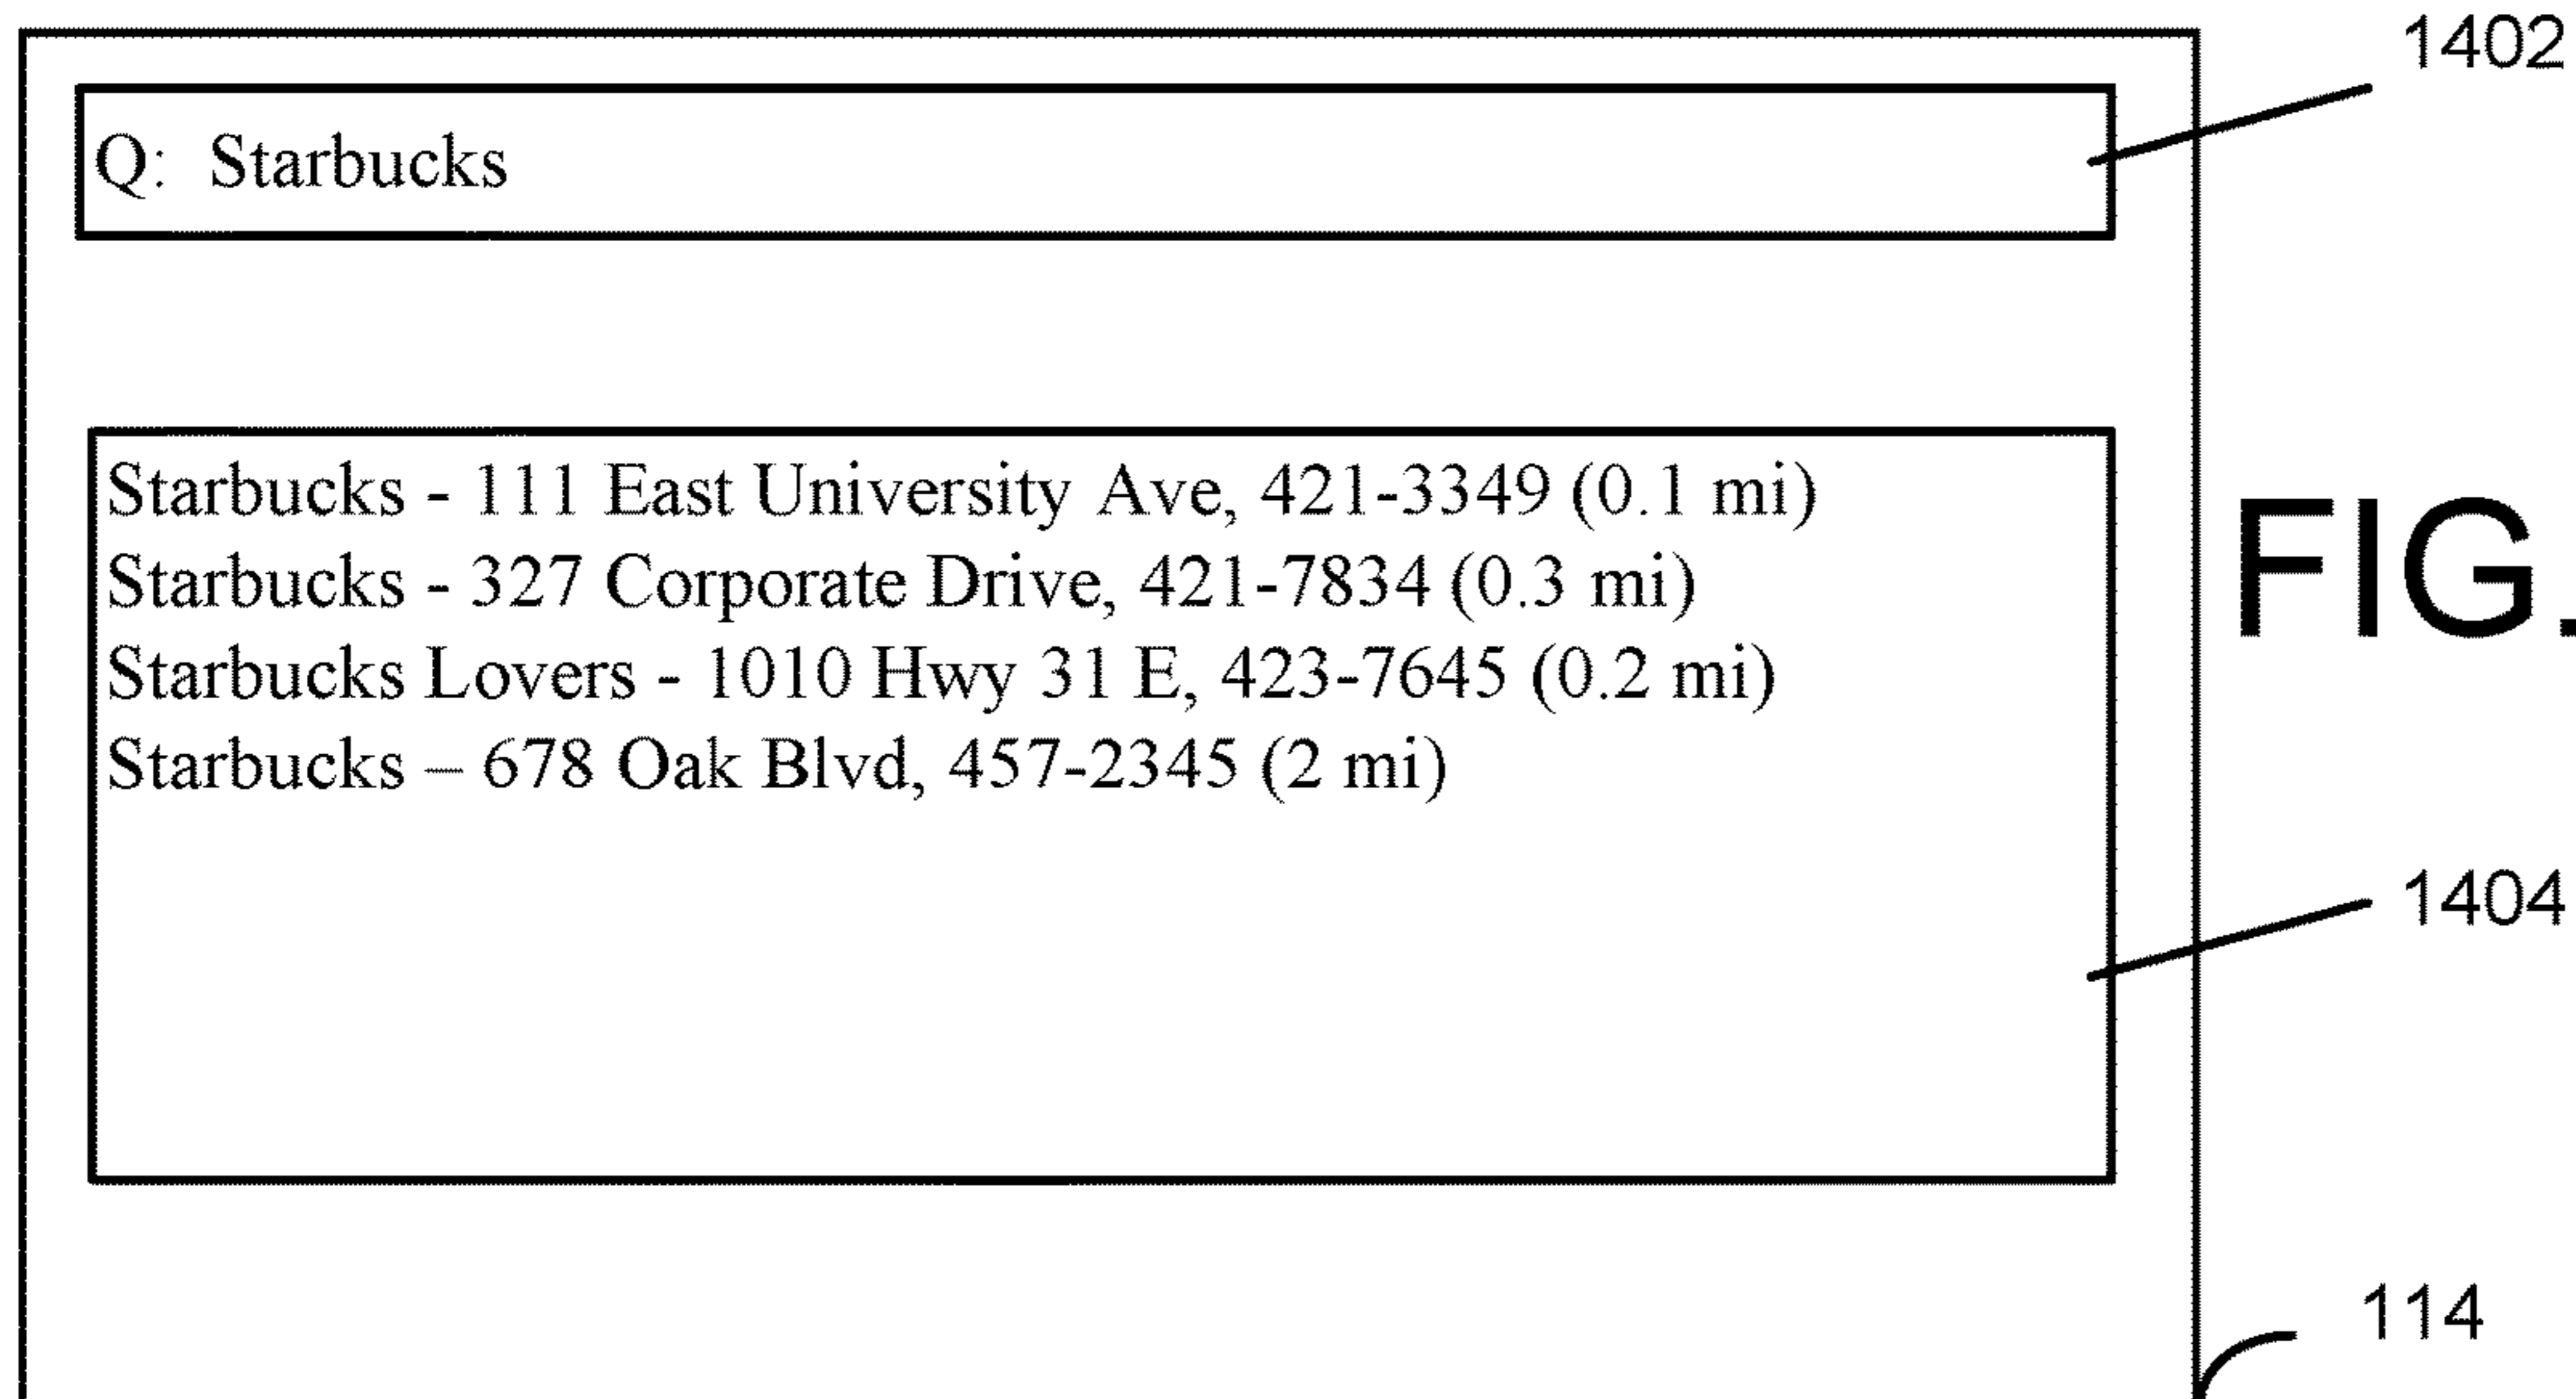 1402
Q: Starbucks
Starbucks - 111 East University Ave, 421-3349 (0.1 mi)
Starbucks - 327 Corporate Drive, 421-7834 (0.3 mi)
FIG.
Starbucks Lovers - 1010 Hwy 31 E, 423-7645 (0.2 mi)
Starbucks – 678 Oak Blvd, 457-2345 (2 mi)
1404
114